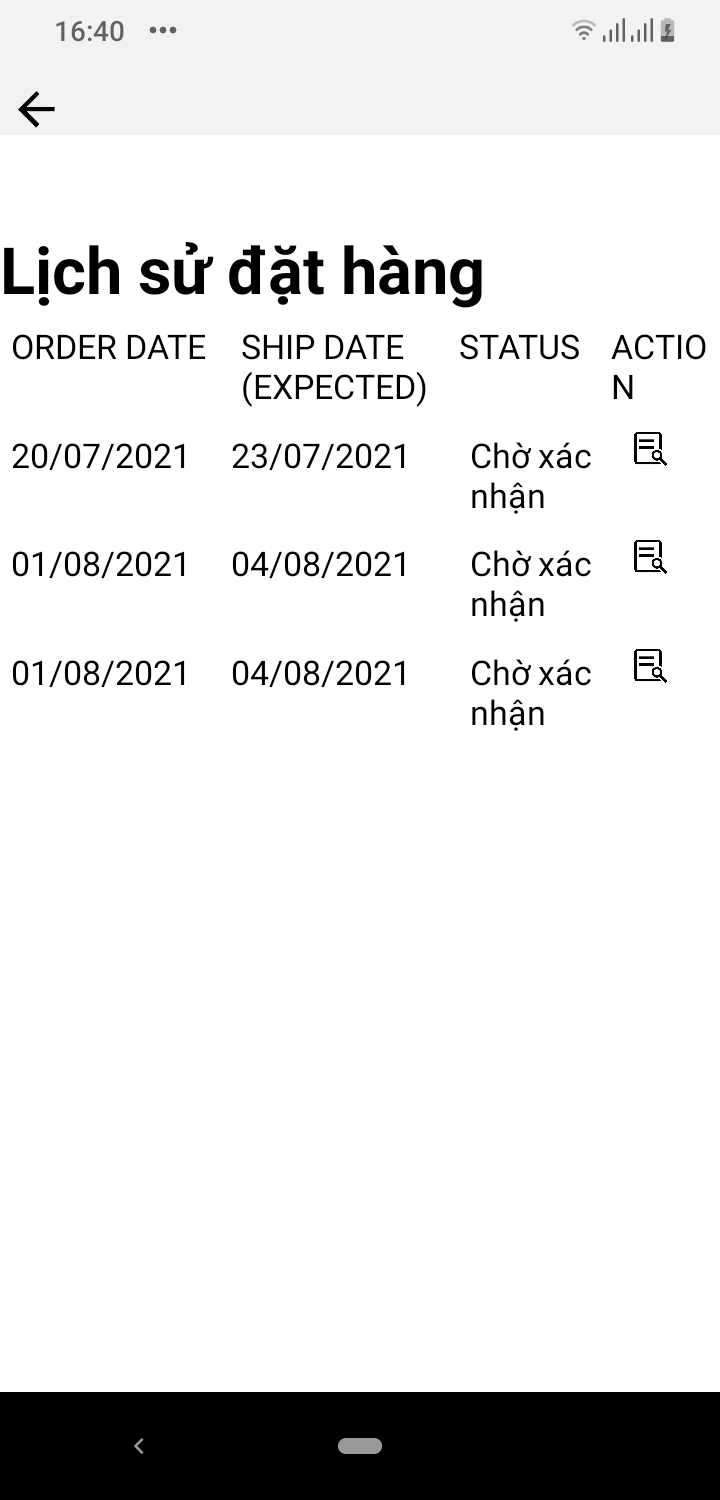 16:40
Lịch sử đặt hàng
ORDER DATE SHIP DATE STATUS ACTIO
(EXPECTED) N
20/07/2021 23/07/2021 Chờ xác
nhận
01/08/2021 04/08/2021 Chờ xác
nhận
01/08/2021 04/08/2021 Chờ xác
nhận